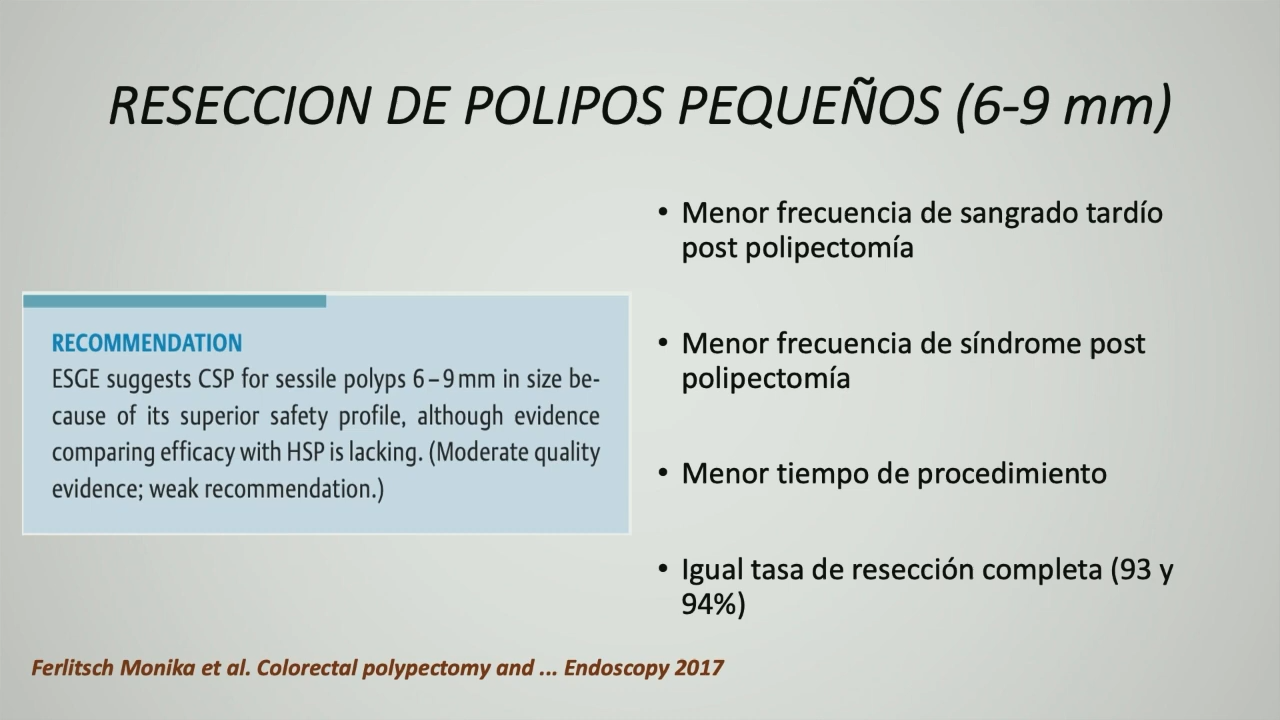 RESECCION DE POLIPOS PEQUEÑOS (6-9 mm)
RECOMMENDATION
ESGE suggests CSP for sessile polyps 6–9mm in size be-
cause of its superior safety profile, although evidence
comparing efficacy with HSP is lacking. (Moderate quality
evidence; weak recommendation.)
• Menor frecuencia de sangrado tardío
post polipectomía
• Menor frecuencia de síndrome post
polipectomía
• Menor tiempo de procedimiento
• Igual tasa de resección completa (93 y
94%)
Ferlitsch Monika et al. Colorectal polypectomy and ... Endoscopy 2017